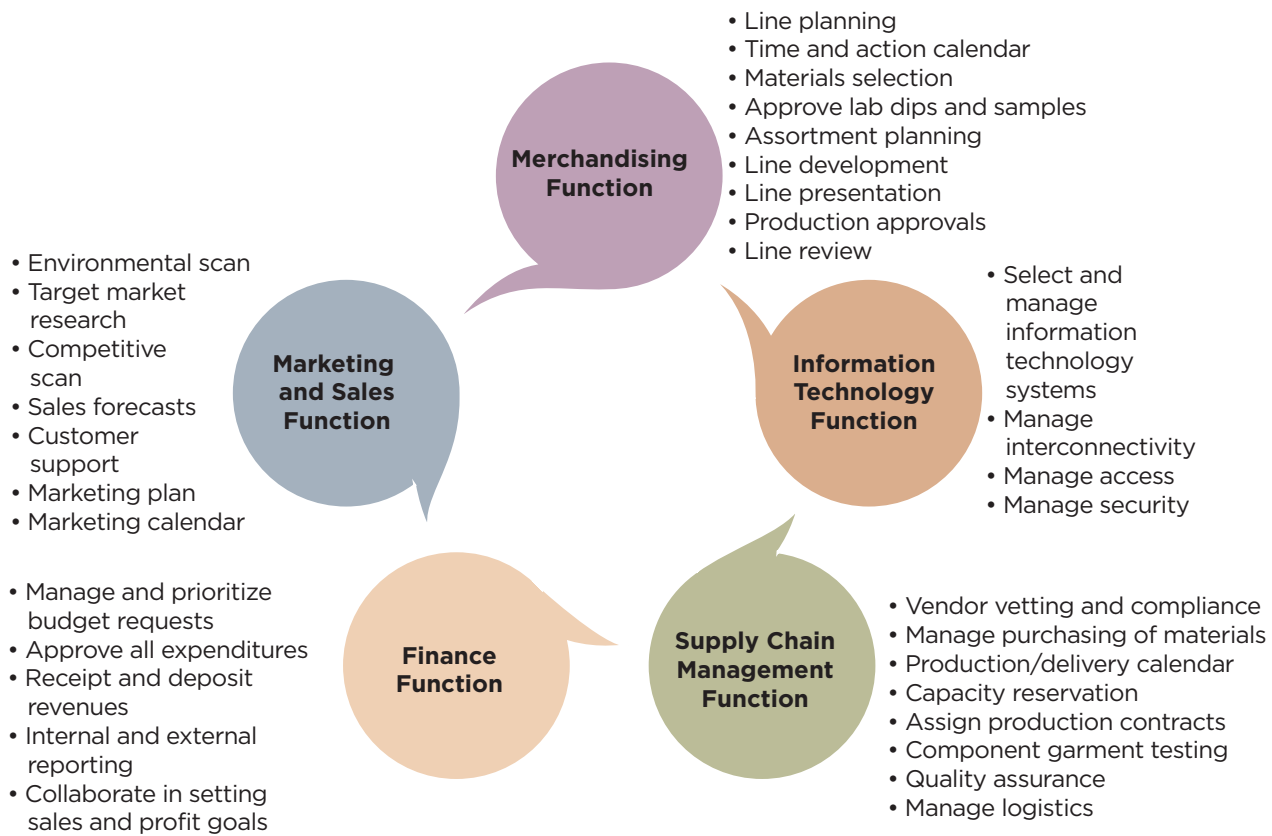 Merchandising
Function
• Line planning
• Time and action calendar
• Materials selection
• Approve lab dips and samples
• Assortment planning
• Line development
• Line presentation
• Production approvals
• Line review
Information
Technology
Function
• Select and
manage
information
technology
systems
• Manage
interconnectivity
• Manage access
• Manage security
Supply Chain
Management
Function
• Vendor vetting and compliance
• Manage purchasing of materials
• Production/delivery calendar
• Capacity reservation
• Assign production contracts
• Component garment testing
• Quality assurance
• Manage logistics
Finance
Function
• Manage and prioritize
budget requests
• Approve all expenditures
• Receipt and deposit
revenues
• Internal and external
reporting
• Collaborate in setting
sales and profit goals
Marketing
and Sales
Function
• Environmental scan
• Target market
research
• Competitive
scan
• Sales forecasts
• Customer
support
• Marketing plan
• Marketing calendar